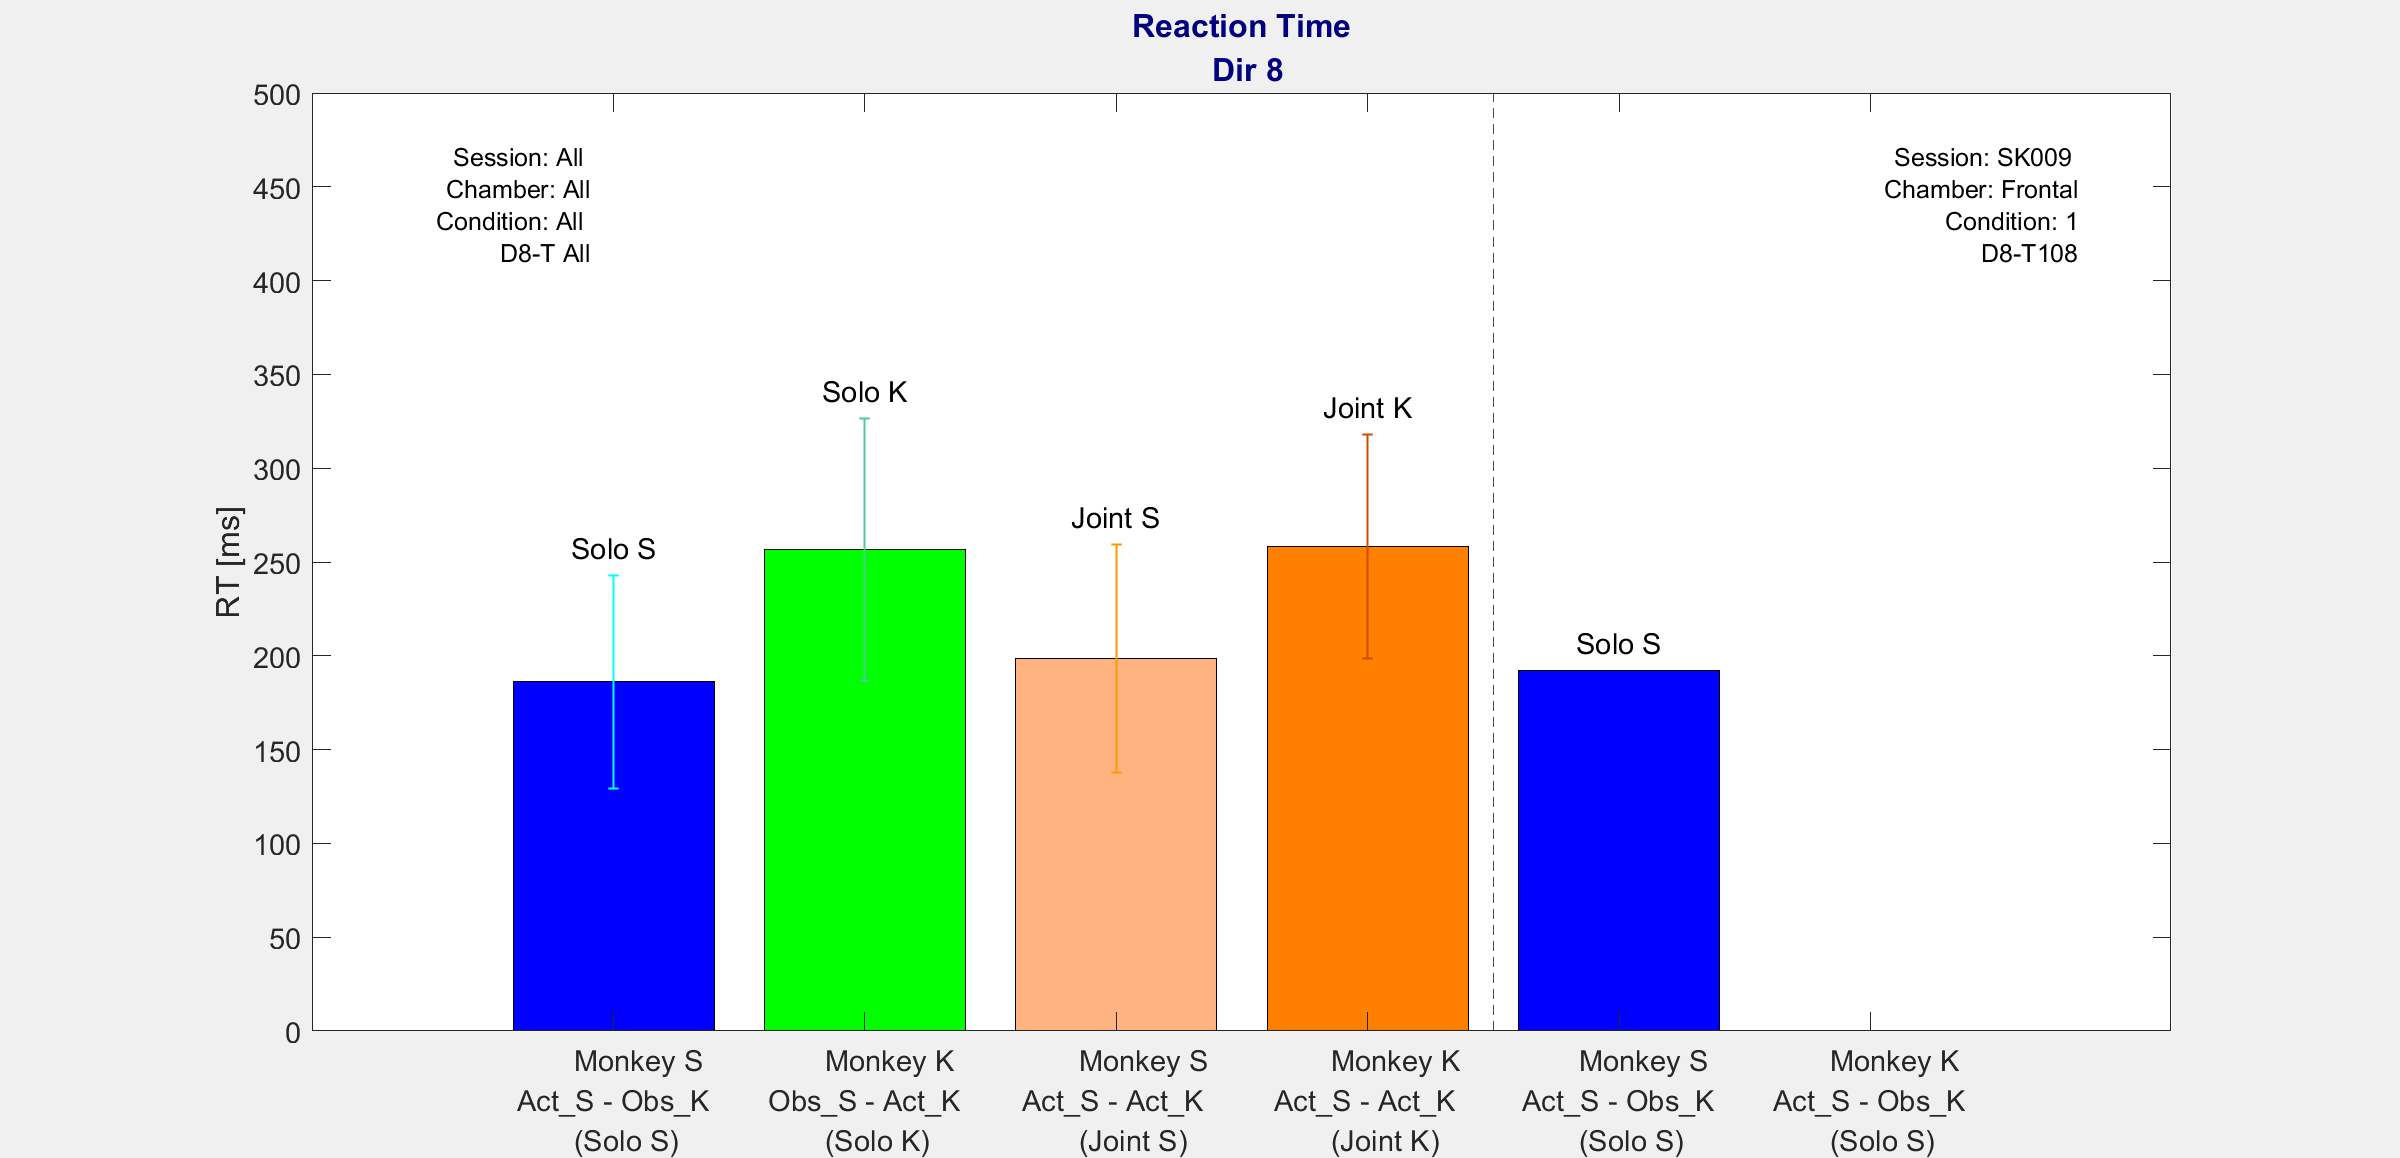 Reaction Time
Dir 8
500
450
400
350
300
250
200
150
100
50
0
RT [ms]
Session: All
Chamber: All
Condition: All
D8-T All
Session: SK009
Chamber: Frontal
Condition: 1
D8-T108
Solo S
Solo K
Joint S
Joint K
Solo S
Monkey S
Act_S - Obs_K
(Solo S)
Monkey K
Obs_S - Act_K
(Solo K)
Monkey S
Act_S - Act_K
(Joint S)
Monkey K
Act_S - Act_K
(Joint K)
Monkey S
Act_S - Obs_K
(Solo S)
Monkey K
Act_S - Obs_K
(Solo S)